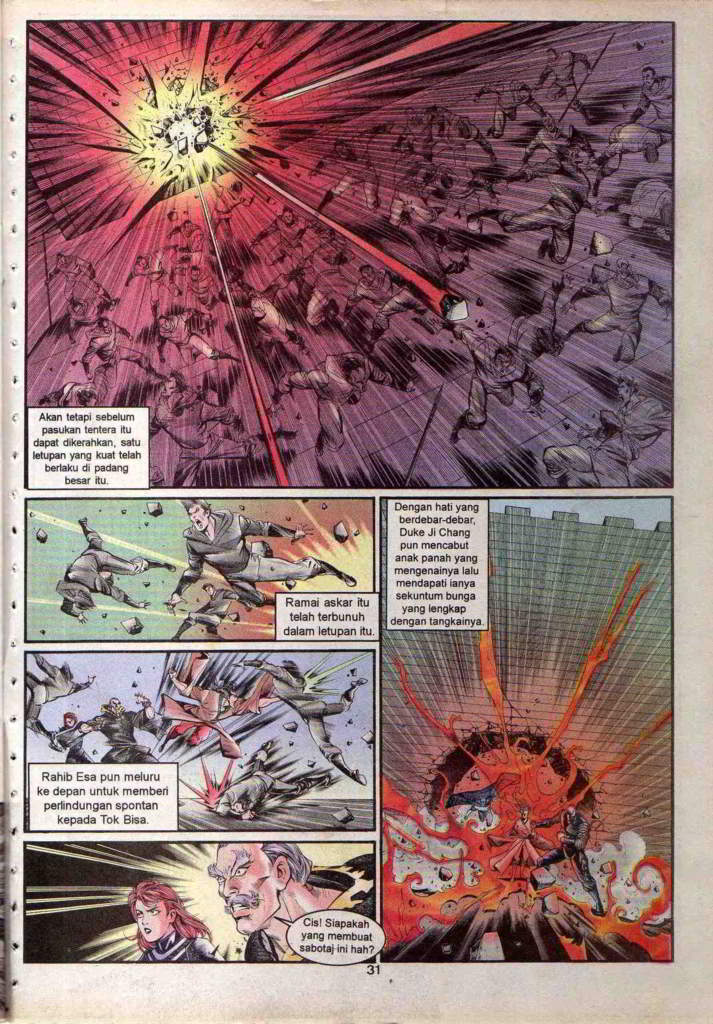 Akan tetapi sebelum
pasukan tentera itu
dapat dikerahkan, satu
letupan yang kuat telah
berlaku di padang
besar itu.
Ramai askar itu
telah terbunuh
dalam letupan itu.
Rahib Esa pun meluru
ke depan untuk memberi
perlindungan spontan
kepada Tok Bisa.
Cis! Siapakah
yang membuat
sabotaj ini hah?
Dengan hati yang
berdebar-debar,
Duke Ji Chang
pun mencabut
anak panah yang
mengenainya lalu
mendapati ianya
sekuntum bunga
yang lengkap
dengan tangkainya.
31